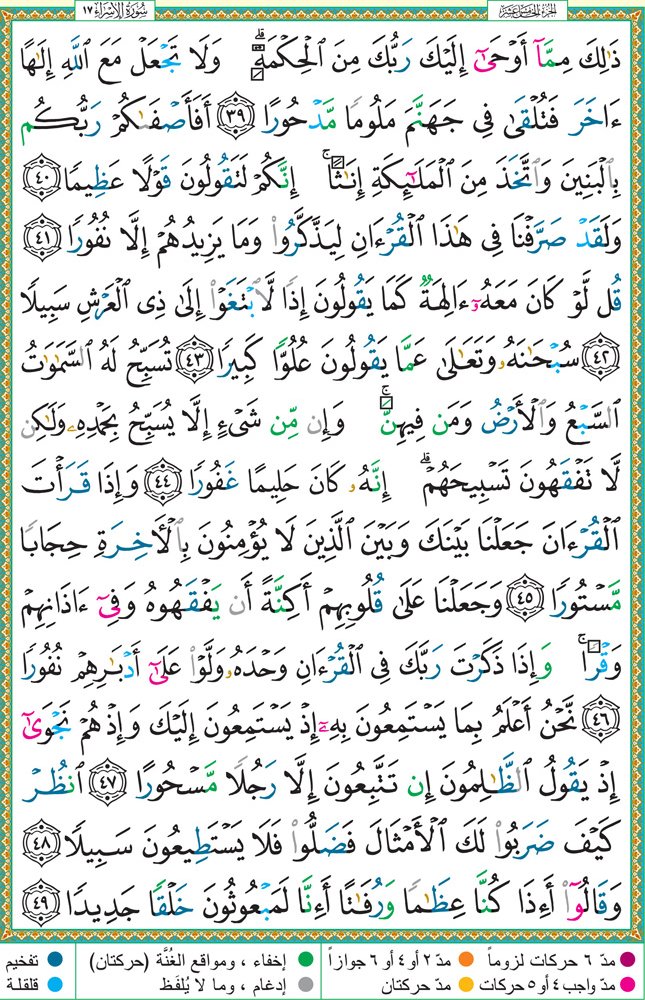 سُورَةُ الإِسْرَاءِ ١٧
الجزء الخامس عشر
ذَٰلِكَ مِمَّآ أَوْحَىٰٓ إِلَيْكَ رَبُّكَ مِنَ ٱلْحِكْمَةِۗ وَلَا تَجْعَلْ مَعَ ٱللَّهِ إِلَٰهًا
ءَاخَرَ فَتُلْقَىٰ فِى جَهَنَّمَ مَلُومًا مَّدْحُورًا ٣٩ أَفَأَصْفَىٰكُمْ رَبُّكُم
بِٱلْبَنِينَ وَٱتَّخَذَ مِنَ ٱلْمَلَٰٓئِكَةِ إِنَٰثًاۚ إِنَّكُمْ لَتَقُولُونَ قَوْلًا عَظِيمًا ٤٠
وَلَقَدْ صَرَّفْنَا فِى هَٰذَا ٱلْقُرْءَانِ لِيَذَّكَّرُوا۟ وَمَا يَزِيدُهُمْ إِلَّا نُفُورًا ٤١
قُل لَّوْ كَانَ مَعَهُۥٓ ءَالِهَةٌ كَمَا يَقُولُونَ إِذًا لَّٱبْتَغَوْا۟ إِلَىٰ ذِى ٱلْعَرْشِ سَبِيلًا
٤٢ سُبْحَٰنَهُۥ وَتَعَٰلَىٰ عَمَّا يَقُولُونَ عُلُوًّا كَبِيرًا ٤٣ تُسَبِّحُ لَهُ ٱلسَّمَٰوَٰتُ
ٱلسَّبْعُ وَٱلْأَرْضُ وَمَن فِيهِنَّۚ وَإِن مِّن شَىْءٍ إِلَّا يُسَبِّحُ بِحَمْدِهِۦ وَلَٰكِن
لَّا تَفْقَهُونَ تَسْبِيحَهُمْۗ إِنَّهُۥ كَانَ حَلِيمًا غَفُورًا ٤٤ وَإِذَا قَرَأْتَ
ٱلْقُرْءَانَ جَعَلْنَا بَيْنَكَ وَبَيْنَ ٱلَّذِينَ لَا يُؤْمِنُونَ بِٱلْءَاخِرَةِ حِجَابًا
مَّسْتُورًا ٤٥ وَجَعَلْنَا عَلَىٰ قُلُوبِهِمْ أَكِنَّةً أَن يَفْقَهُوهُ وَفِىٓ ءَاذَانِهِمْ
وَقْرًاۚ وَإِذَا ذَكَرْتَ رَبَّكَ فِى ٱلْقُرْءَانِ وَحْدَهُۥ وَلَّوْا۟ عَلَىٰٓ أَدْبَٰرِهِمْ نُفُورًا
٤٦ نَّحْنُ أَعْلَمُ بِمَا يَسْتَمِعُونَ بِهِۦٓ إِذْ يَسْتَمِعُونَ إِلَيْكَ وَإِذْ هُمْ نَجْوَىٰٓ
إِذْ يَقُولُ ٱلظَّٰلِمُونَ إِن تَتَّبِعُونَ إِلَّا رَجُلًا مَّسْحُورًا ٤٧ ٱنظُرْ
كَيْفَ ضَرَبُوا۟ لَكَ ٱلْأَمْثَالَ فَضَلُّوا۟ فَلَا يَسْتَطِيعُونَ سَبِيلًا ٤٨
وَقَالُوٓا۟ أَءِذَا كُنَّا عِظَٰمًا وَرُفَٰتًا أَءِنَّا لَمَبْعُوثُونَ خَلْقًا جَدِيدًا ٤٩
مدّ ٦ حركات لزوماً مدّ ٢ أو ٤ أو ٦ جوازاً إخفاء ، ومواقع الغُنَّة (حركتان) تفخيم
مدّ واجب ٤ أو ٥ حركات مدّ حركتان إدغام ، وما لا يُلفَظ قلقلة